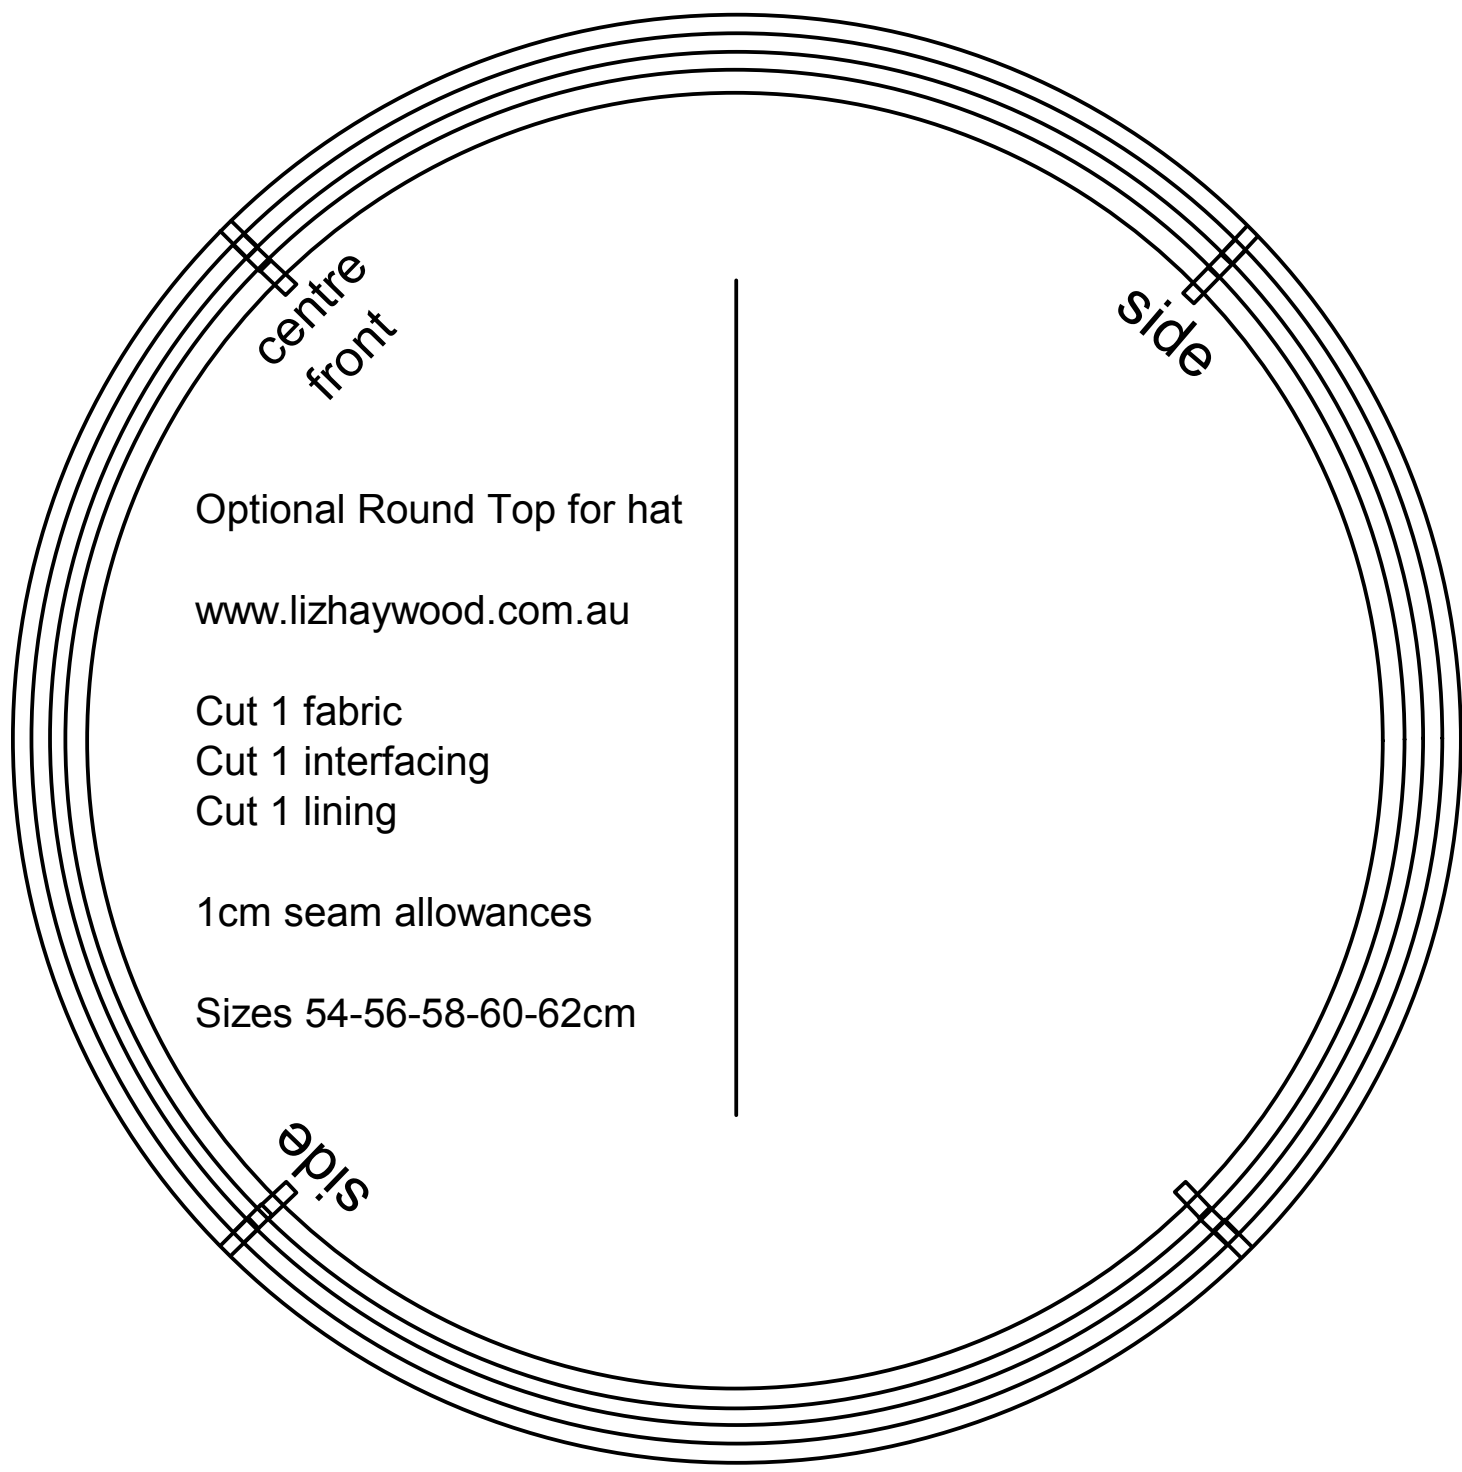 centre
front
side
Optional Round Top for hat
www.lizhaywood.com.au
Cut 1 fabric
Cut 1 interfacing
Cut 1 lining
1cm seam allowances
Sizes 54-56-58-60-62cm
side